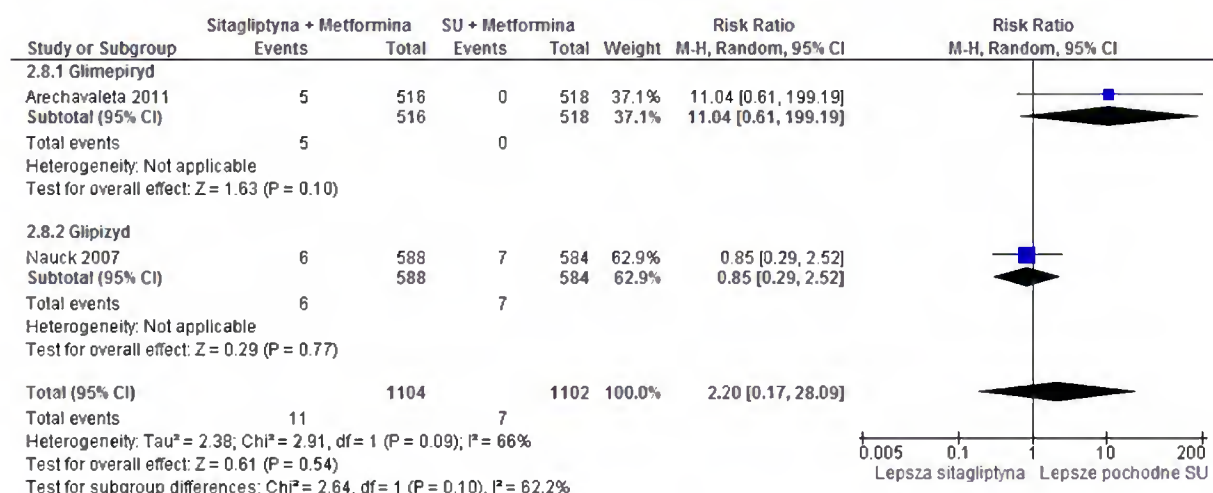 Sitagliptyna + Metformina SU + Metformina Risk Ratio Risk Ratio
Study or Subgroup Events Total Events Total Weight M-H, Random, 95% CI M-H, Random, 95% CI
2.8.1 Glimepiryd
Arechavaleta 2011 5 516 0 518 37.1% 11.04 [0.61, 199.19]
Subtotal (95% CI) 516 518 37.1% 11.04 [0.61, 199.19]
Total events 5 0
Heterogeneity: Not applicable
Test for overall effect: Z = 1.63 (P = 0.10)
2.8.2 Glipizyd
Nauck 2007 6 588 7 584 62.9% 0.85 [0.29, 2.52]
Subtotal (95% CI) 588 584 62.9% 0.85 [0.29, 2.52]
Total events 6 7
Heterogeneity: Not applicable
Test for overall effect: Z = 0.29 (P = 0.77)
Total (95% CI) 1104 1102 100.0% 2.20 [0.17, 28.09]
Total events 11 7
Heterogeneity: Tau² = 2.38; Chi² = 2.91, df = 1 (P = 0.09); I² = 66%
Test for overall effect: Z = 0.61 (P = 0.54)
Test for subgroup differences: Chi² = 2.64, df = 1 (P = 0.10), I² = 62.2%
0.005 0.1 1 10 200
Lepsza sitagliptyna Lepsze pochodne SU